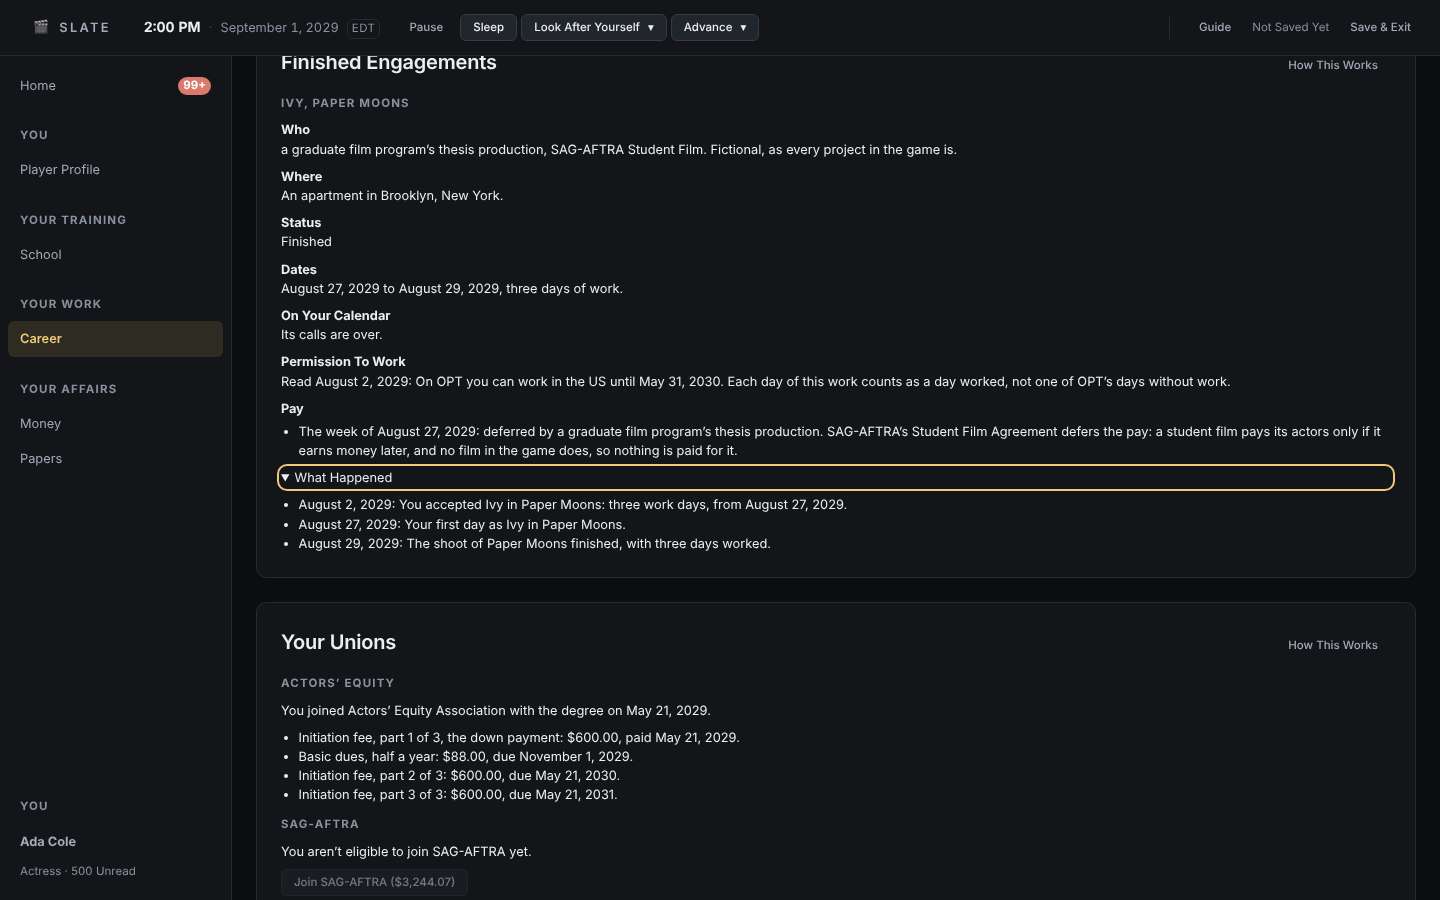 SLATE
2:00 PM · September 1, 2029 EDT
Pause
Sleep
Look After Yourself ▾
Advance ▾
Guide
Not Saved Yet
Save & Exit
Home
99+
YOU
Player Profile
YOUR TRAINING
School
YOUR WORK
Career
YOUR AFFAIRS
Money
Papers
YOU
Ada Cole
Actress · 500 Unread
Finished Engagements
How This Works
IVY, PAPER MOONS
Who
a graduate film program’s thesis production, SAG-AFTRA Student Film. Fictional, as every project in the game is.
Where
An apartment in Brooklyn, New York.
Status
Finished
Dates
August 27, 2029 to August 29, 2029, three days of work.
On Your Calendar
Its calls are over.
Permission To Work
Read August 2, 2029: On OPT you can work in the US until May 31, 2030. Each day of this work counts as a day worked, not one of OPT’s days without work.
Pay
• The week of August 27, 2029: deferred by a graduate film program’s thesis production. SAG-AFTRA’s Student Film Agreement defers the pay: a student film pays its actors only if it
earns money later, and no film in the game does, so nothing is paid for it.
▼ What Happened
• August 2, 2029: You accepted Ivy in Paper Moons: three work days, from August 27, 2029.
• August 27, 2029: Your first day as Ivy in Paper Moons.
• August 29, 2029: The shoot of Paper Moons finished, with three days worked.
Your Unions
How This Works
ACTORS’ EQUITY
You joined Actors’ Equity Association with the degree on May 21, 2029.
• Initiation fee, part 1 of 3, the down payment: $600.00, paid May 21, 2029.
• Basic dues, half a year: $88.00, due November 1, 2029.
• Initiation fee, part 2 of 3: $600.00, due May 21, 2030.
• Initiation fee, part 3 of 3: $600.00, due May 21, 2031.
SAG-AFTRA
You aren’t eligible to join SAG-AFTRA yet.
Join SAG-AFTRA ($3,244.07)